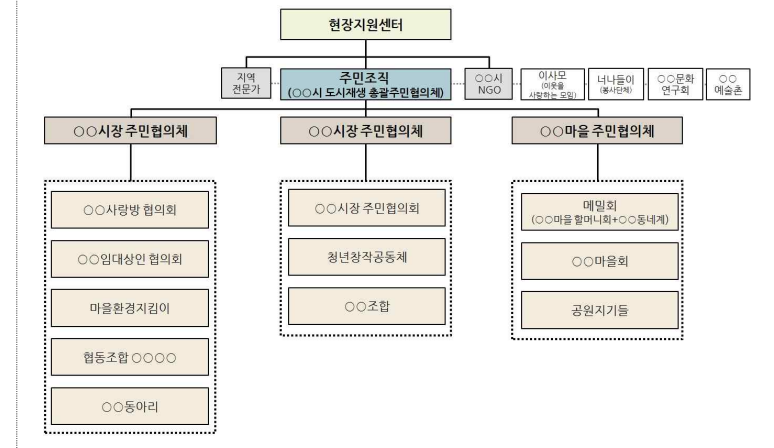 현장지원센터
지역
전문가
주민조직
(○○시 도시재생 총괄주민협의체)
○○시
NGO
이사모
(이웃을
사랑하는 모임)
너나들이
(봉사단체)
○○문화
연구회
○○
예술촌
○○시장 주민협의체
○○시장 주민협의체
○○마을 주민협의체
○○사랑방 협의회
○○임대상인 협의회
마을환경지킴이
협동조합 ○○○○
○○동아리
○○시장 주민협의회
청년창작공동체
○○조합
메밀회
(○○마을 할머니회+○○동네계)
○○마을회
공원지기들